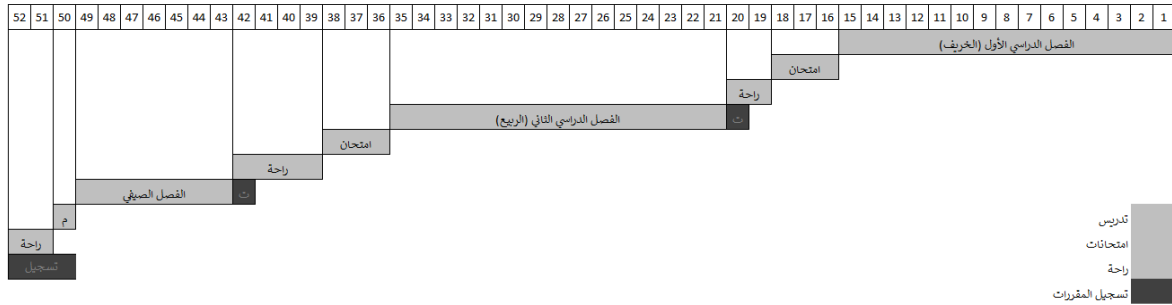 1 2 3 4 5 6 7 8 9 10 11 12 13 14 15 16 17 18 19 20 21 22 23 24 25 26 27 28 29 30 31 32 33 34 35 36 37 38 39 40 41 42 43 44 45 46 47 48 49 50 51 52
الفصل الدراسي الأول (الخريف)
امتحان
راحة
ت الفصل الدراسي الثاني (الربيع)
امتحان
راحة
ت الفصل الصيفي
م
راحة
تسجيل
تدريس
امتحانات
راحة
تسجيل المقررات